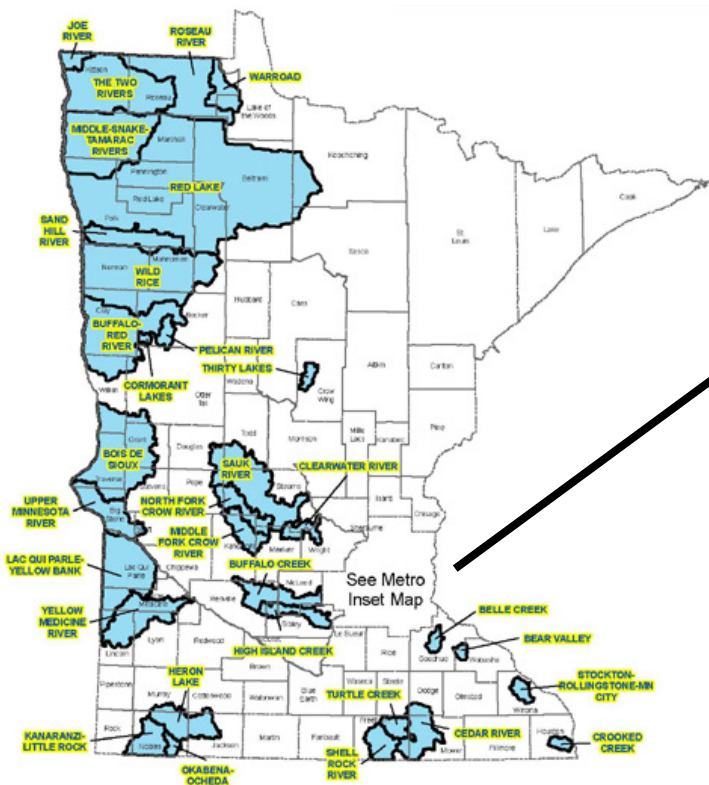 JOE
RIVER
ROSEAU
RIVER
WARROAD
Kittson
THE TWO
RIVERS
Roseau
Lake of
the Woods
MIDDLE-SNAKE-
TAMARAC
RIVERS
Marshall
Koochiching
Pennington
Beltrami
RED LAKE
Red Lake
Clearwater
Cook
Polk
SAND
HILL
RIVER
St.
Louis
Lake
Itasca
Norman
Mahnomen
WILD
RICE
Hubbard
Cass
Clay
Becker
BUFFALO-
RED
RIVER
PELICAN RIVER
THIRTY LAKES
Aitkin
Carlton
CORMORANT
LAKES
Wadena
Crow
Wing
Wilkin
Otter
Tail
Pine
Mille
Lacs
Kanabec
Todd
Morrison
Grant
Douglas
BOIS DE
SIOUX
SAUK
RIVER
CLEARWATER RIVER
Traverse
Stevens
Pope
Stearns
Isanti
Chisago
UPPER
MINNESOTA
RIVER
Big
Stone
NORTH FORK
CROW RIVER
Sherburne
MIDDLE
FORK CROW
RIVER
Meeker
Wright
LAC QUI PARLE-
YELLOW BANK
Lac Qui
Parle
Chippewa
BUFFALO CREEK
McLeod
See Metro
Inset Map
Renville
YELLOW
MEDICINE
RIVER
Medicine
Sibley
BELLE CREEK
Lyon
Redwood
HIGH ISLAND CREEK
Le Sueur
Rice
Goodhue
BEAR VALLEY
Wabasha
Lincoln
Brown
HERON
LAKE
Pipestone
Murray
Cottonwood
Watonwan
Blue
Earth
Waseca
Steele
Dodge
Olmsted
TURTLE CREEK
STOCKTON-
ROLLINGSTONE-MN
CITY
Winona
KANARANZI-
LITTLE ROCK
Rock
Nobles
Jackson
Martin
Faribault
CEDAR RIVER
Mower
Fillmore
Houston
CROOKED
CREEK
SHELL
ROCK
RIVER
OKABENA-
OCHEDA